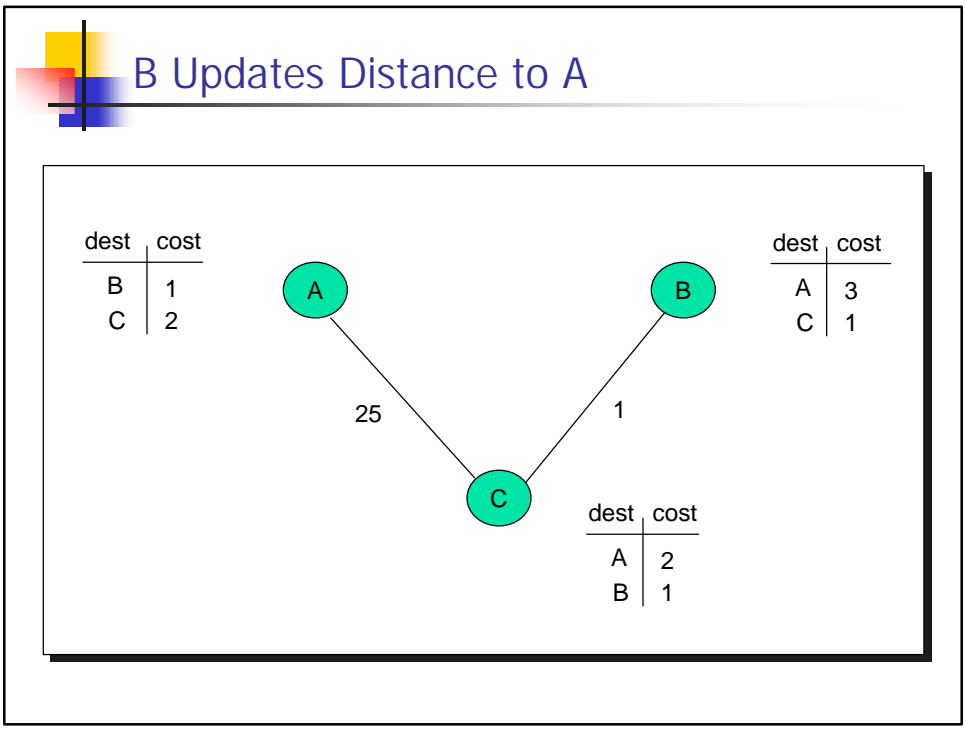 B Updates Distance to A
dest cost
B 1
C 2
A
B
dest cost
A 3
C 1
25
1
C
dest cost
A 2
B 1